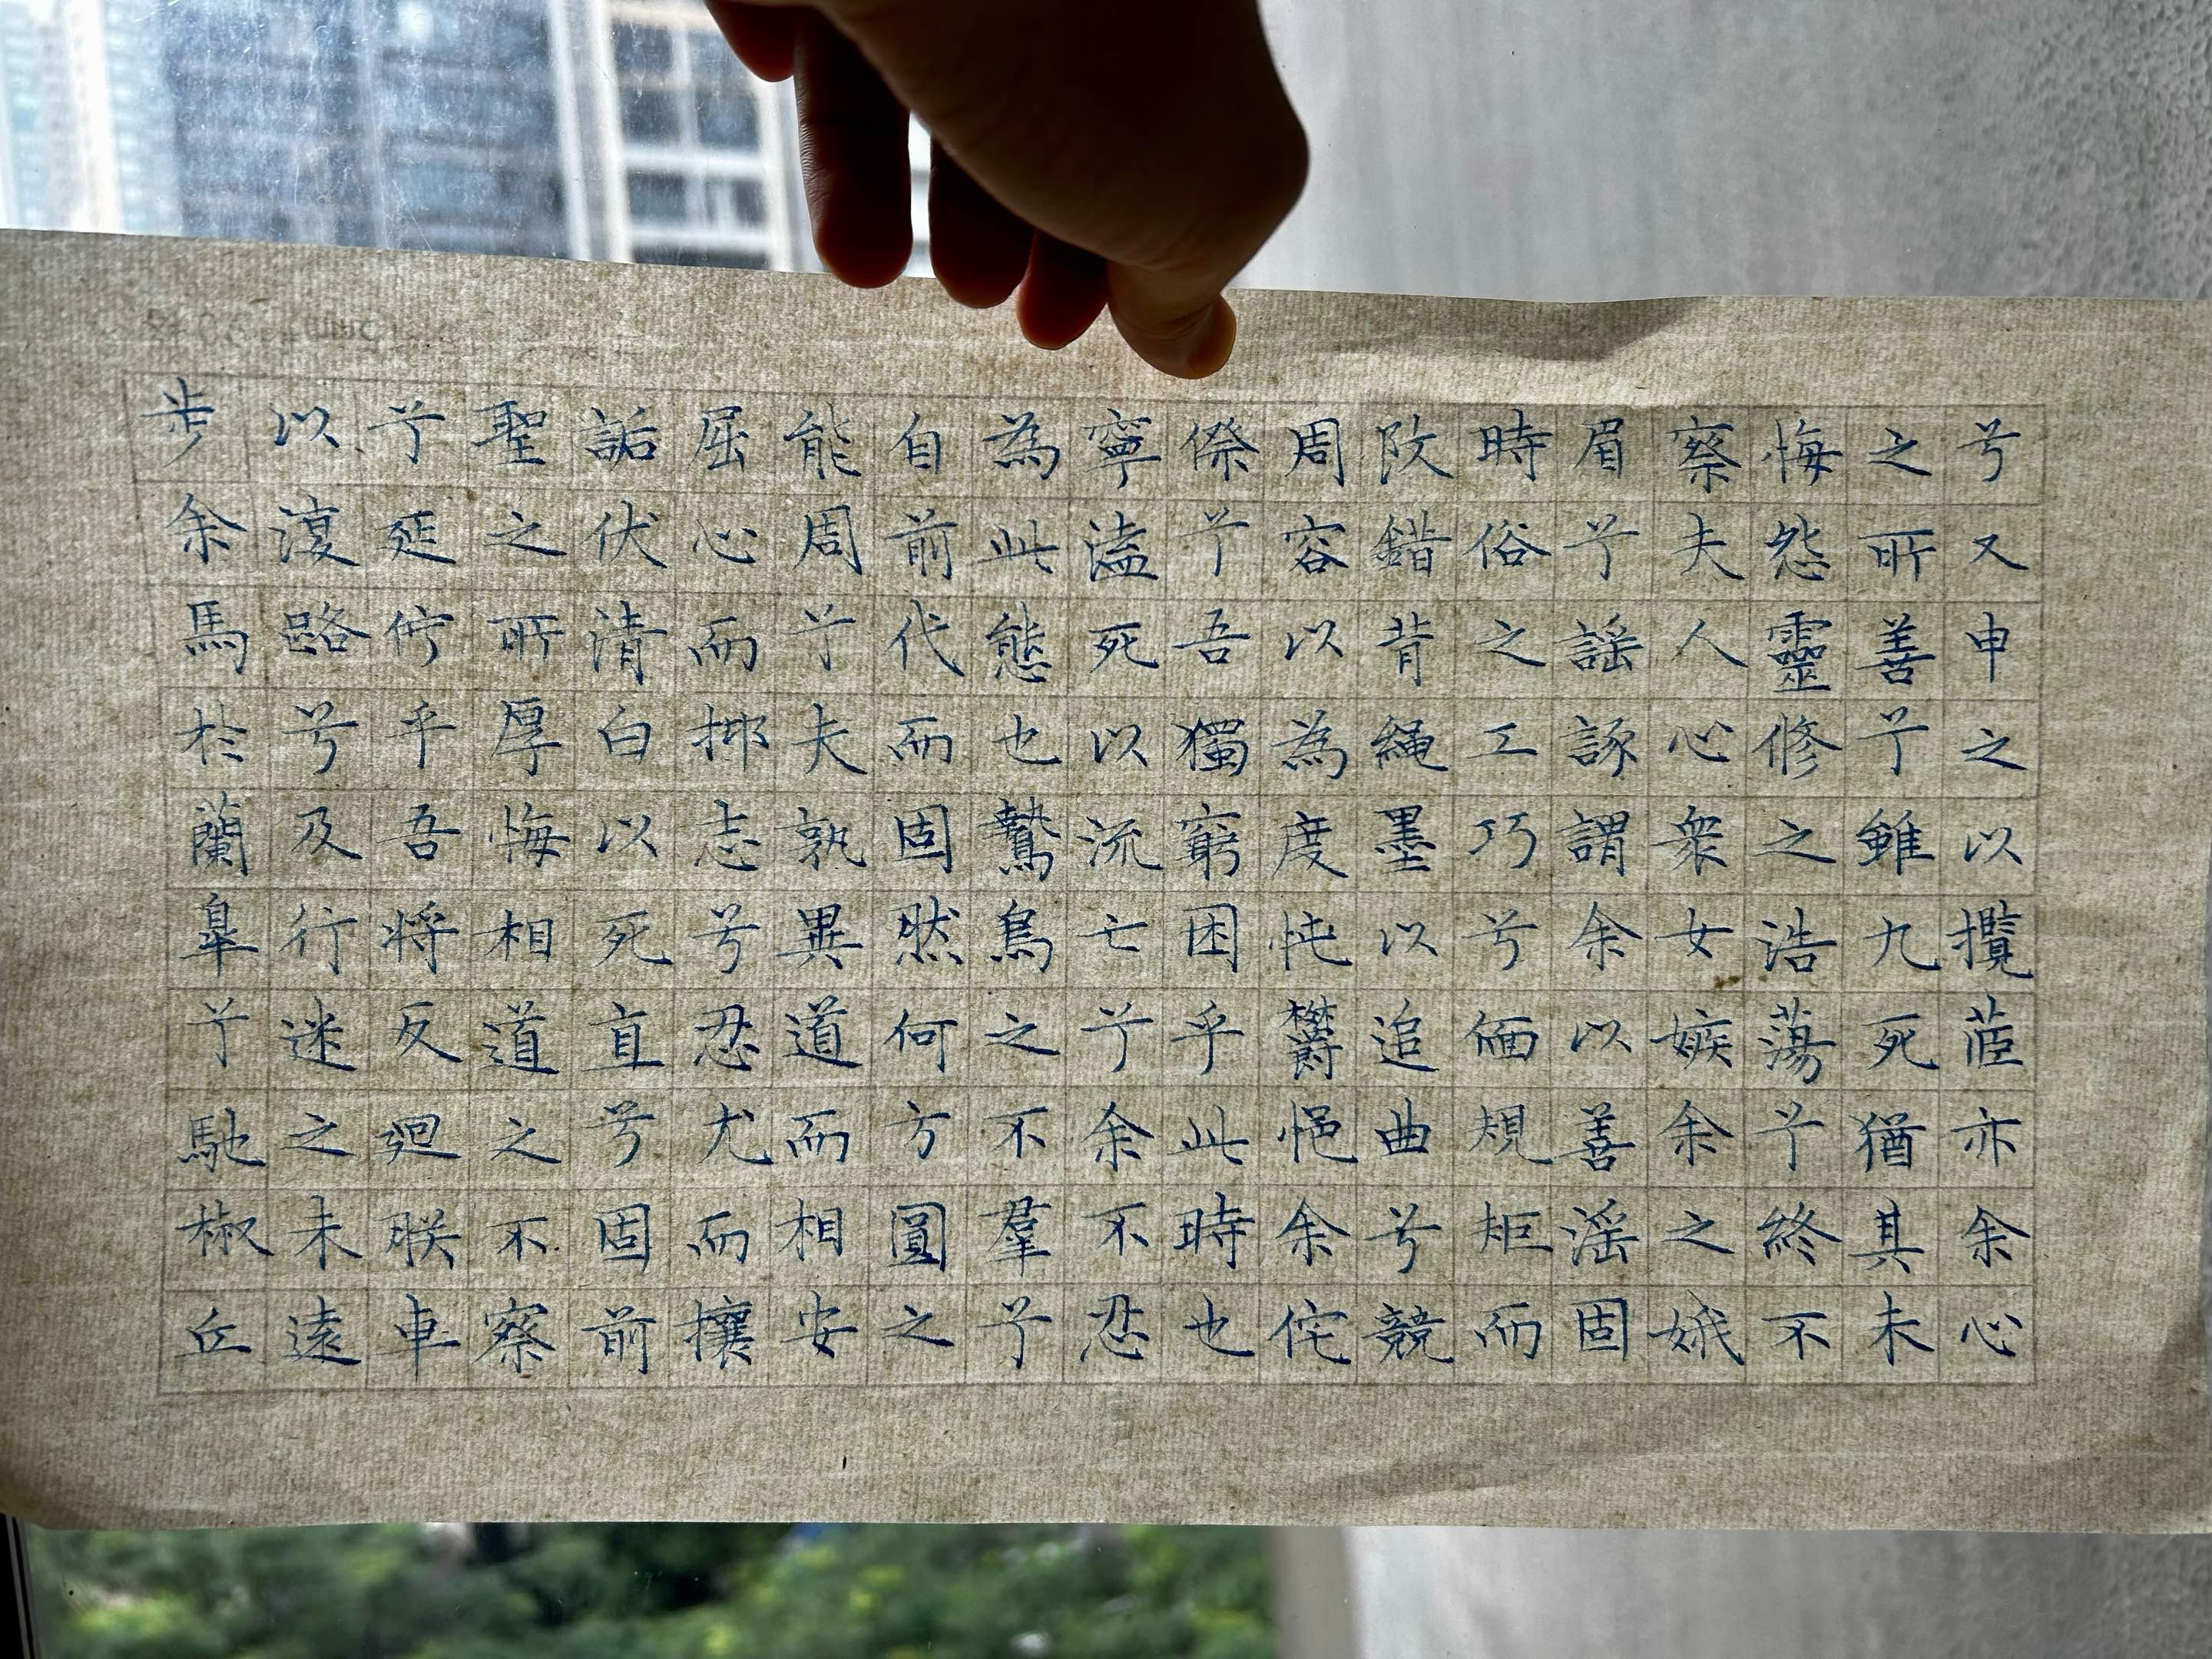 兮又申之以攬茝亦余心
之所善兮雖九死猶其未
悔怨靈修之浩蕩兮終不
察夫人心衆女嫉余之娥
眉兮謠諑謂余以善滛固
時俗之工巧兮偭規矩而
改錯背繩墨以追曲兮競
周容以為度忳鬱悒余侘
傺兮吾獨窮困乎此時也
寧溘死以流亡兮余不忍
為此態也鷙鳥之不羣兮
自前代而固然何方圓之
能周兮夫孰異道而相安
屈心而抑志兮忍尤而攘
詬伏清白以死直兮固前
聖之所厚悔相道之不察
兮延佇乎吾将反廻朕車
以復路兮及行迷之未遠
步余馬於蘭皐兮馳椒丘